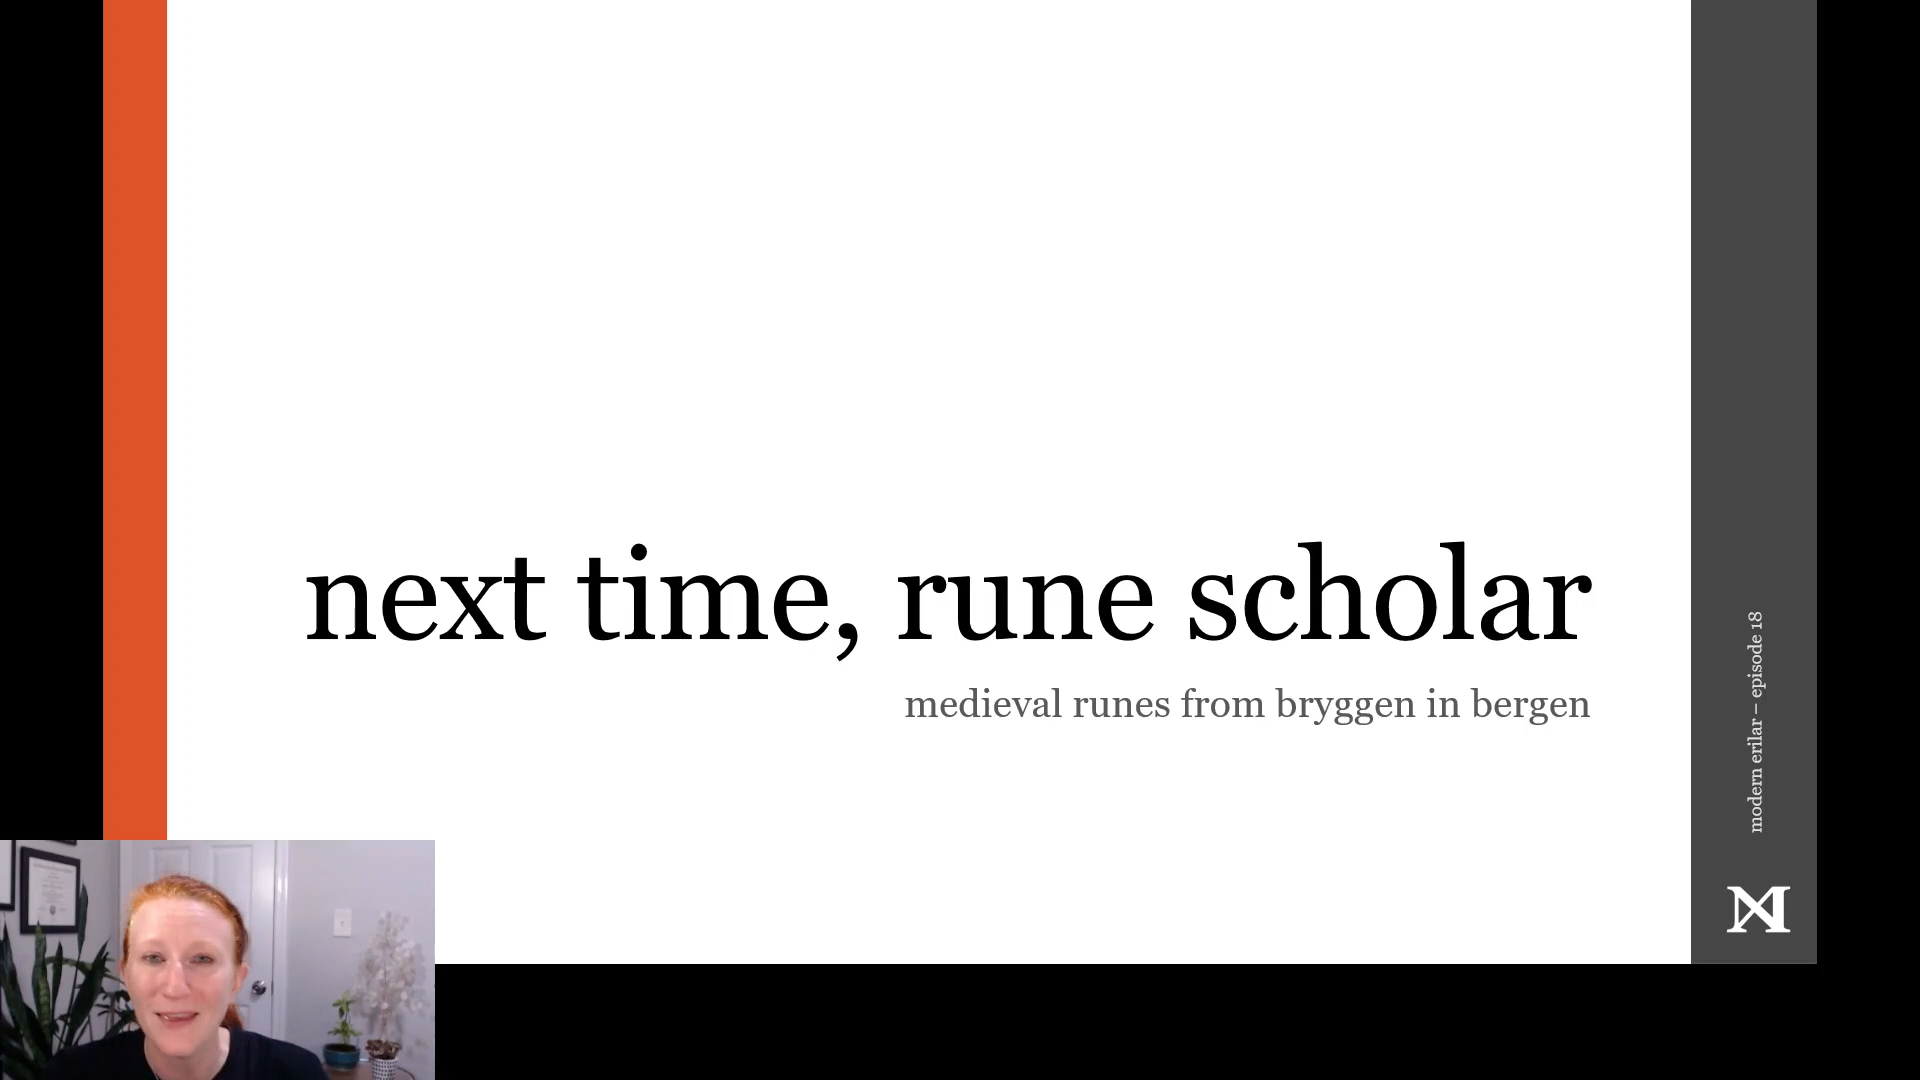 next time, rune scholar
medieval runes from bryggen in bergen
modern erilar – episode 18